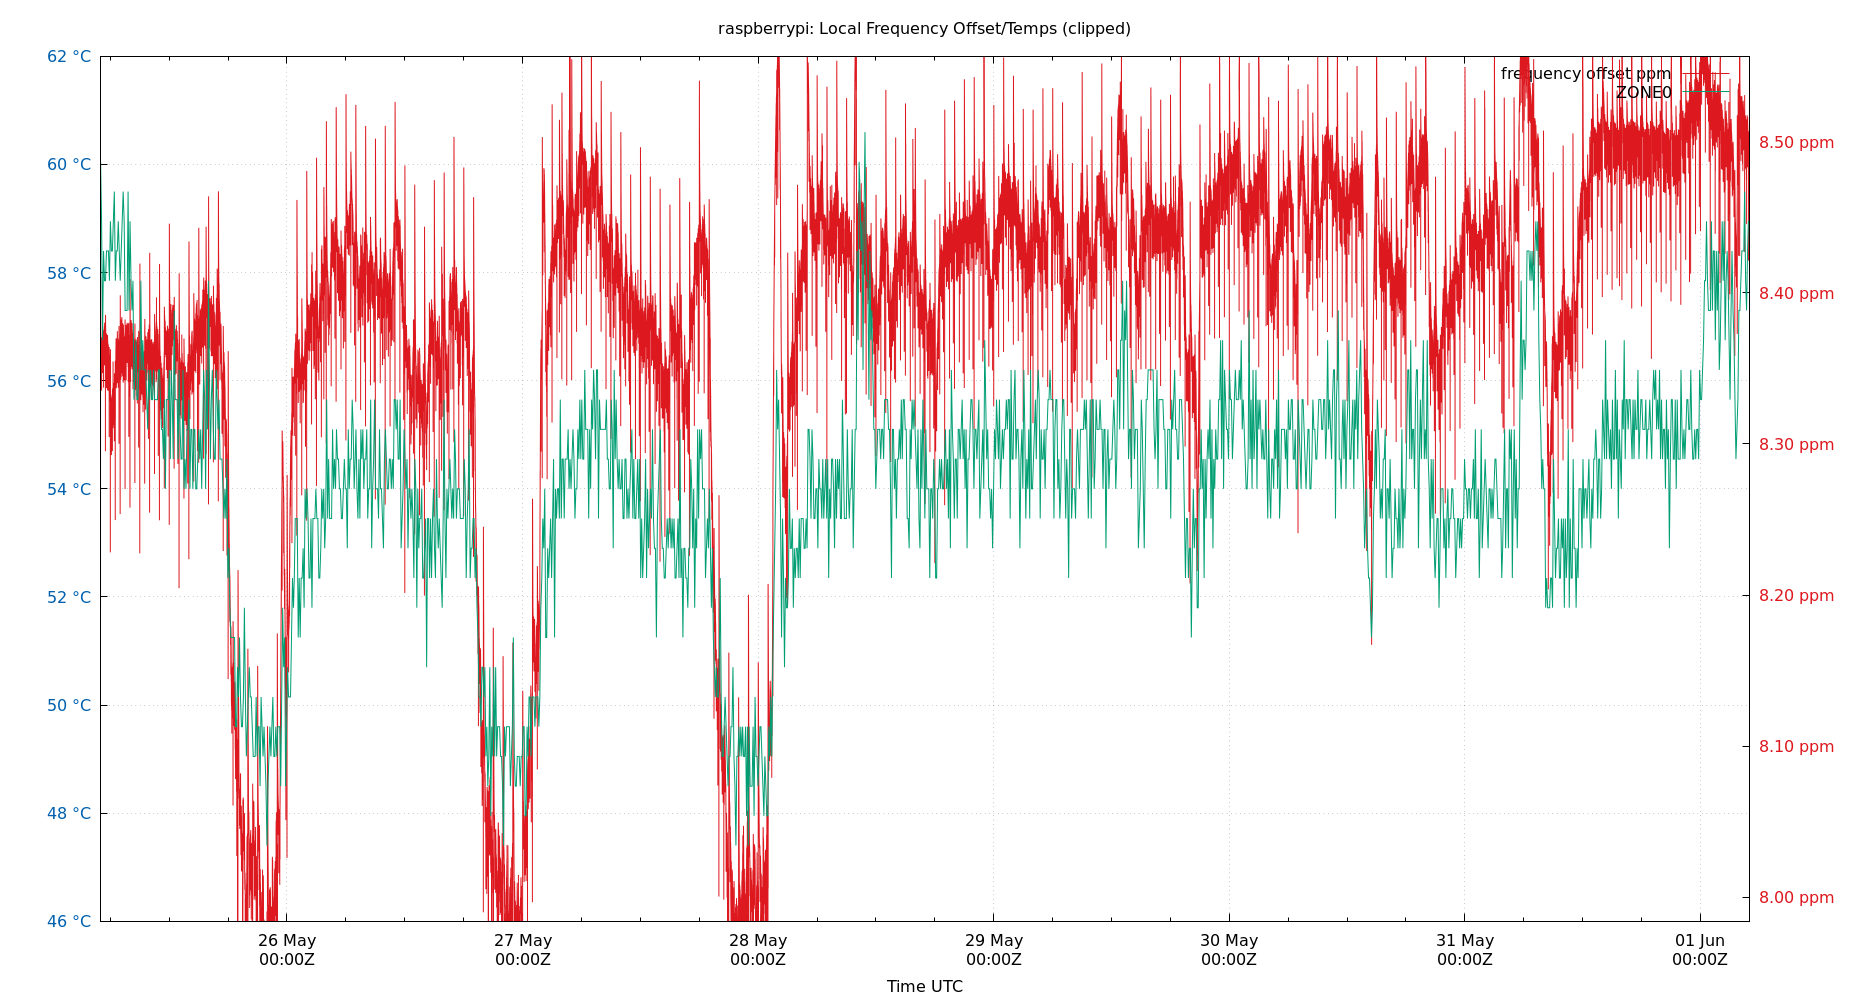 raspberrypi: Local Frequency Offset/Temps (clipped)
62 °C
60 °C
58 °C
56 °C
54 °C
52 °C
50 °C
48 °C
46 °C
frequency offset ppm
ZONE0
8.50 ppm
8.40 ppm
8.30 ppm
8.20 ppm
8.10 ppm
8.00 ppm
26 May
00:00Z
27 May
00:00Z
28 May
00:00Z
29 May
00:00Z
30 May
00:00Z
31 May
00:00Z
01 Jun
00:00Z
Time UTC